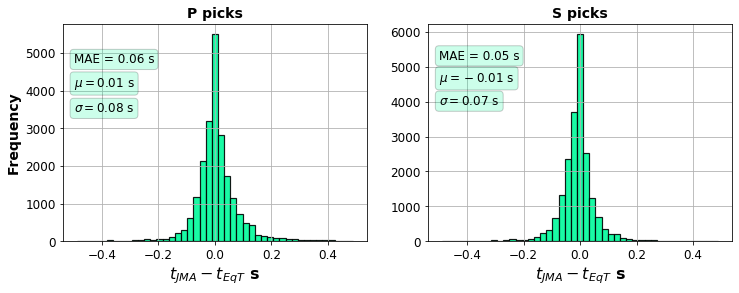 P picks
MAE = 0.06 s
μ = 0.01 s
σ = 0.08 s
Frequency
5000
4000
3000
2000
1000
0
−0.4 −0.2 0.0 0.2 0.4
t_JMA − t_EqT s
S picks
MAE = 0.05 s
μ = −0.01 s
σ = 0.07 s
6000
5000
4000
3000
2000
1000
0
−0.4 −0.2 0.0 0.2 0.4
t_JMA − t_EqT s